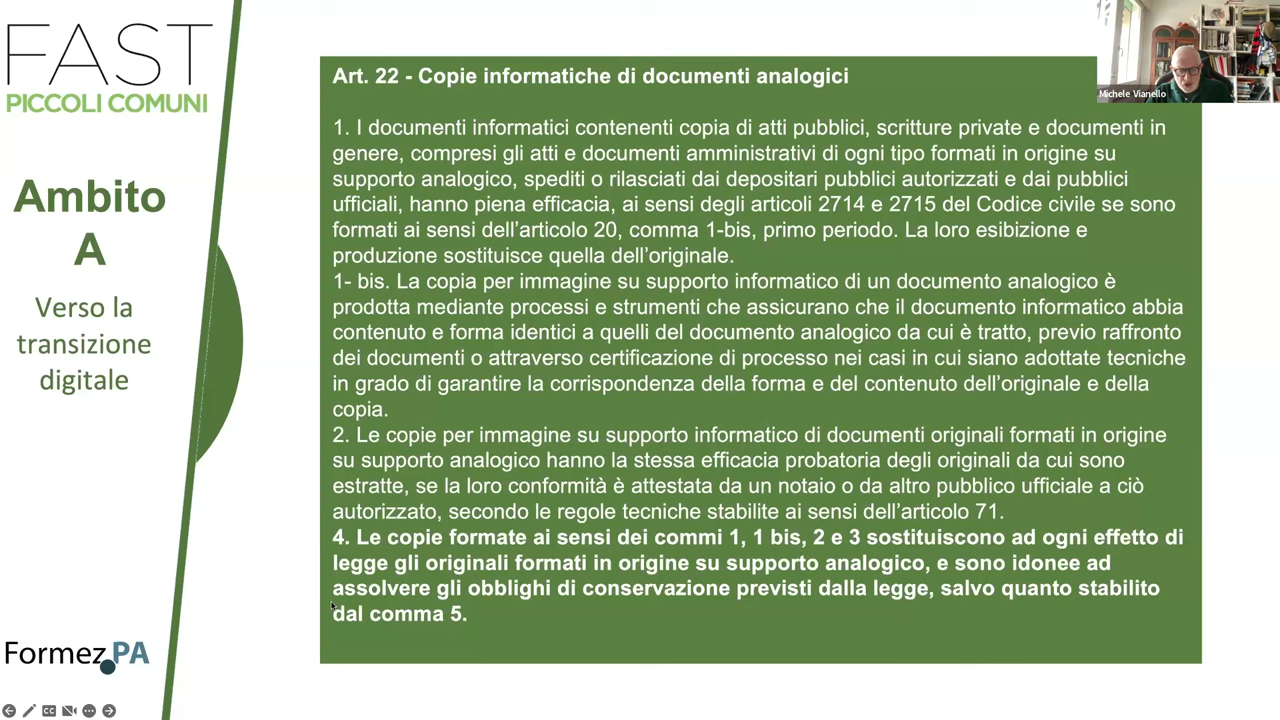 FAST
PICCOLI COMUNI
Ambito
A
Verso la
transizione
digitale
Formez PA
Art. 22 - Copie informatiche di documenti analogici
1. I documenti informatici contenenti copia di atti pubblici, scritture private e documenti in
genere, compresi gli atti e documenti amministrativi di ogni tipo formati in origine su
supporto analogico, spediti o rilasciati dai depositari pubblici autorizzati e dai pubblici
ufficiali, hanno piena efficacia, ai sensi degli articoli 2714 e 2715 del Codice civile se sono
formati ai sensi dell’articolo 20, comma 1-bis, primo periodo. La loro esibizione e
produzione sostituisce quella dell’originale.
1- bis. La copia per immagine su supporto informatico di un documento analogico è
prodotta mediante processi e strumenti che assicurano che il documento informatico abbia
contenuto e forma identici a quelli del documento analogico da cui è tratto, previo raffronto
dei documenti o attraverso certificazione di processo nei casi in cui siano adottate tecniche
in grado di garantire la corrispondenza della forma e del contenuto dell’originale e della
copia.
2. Le copie per immagine su supporto informatico di documenti originali formati in origine
su supporto analogico hanno la stessa efficacia probatoria degli originali da cui sono
estratte, se la loro conformità è attestata da un notaio o da altro pubblico ufficiale a ciò
autorizzato, secondo le regole tecniche stabilite ai sensi dell’articolo 71.
4. Le copie formate ai sensi dei commi 1, 1 bis, 2 e 3 sostituiscono ad ogni effetto di
legge gli originali formati in origine su supporto analogico, e sono idonee ad
assolvere gli obblighi di conservazione previsti dalla legge, salvo quanto stabilito
dal comma 5.
Michele Vianello
CC